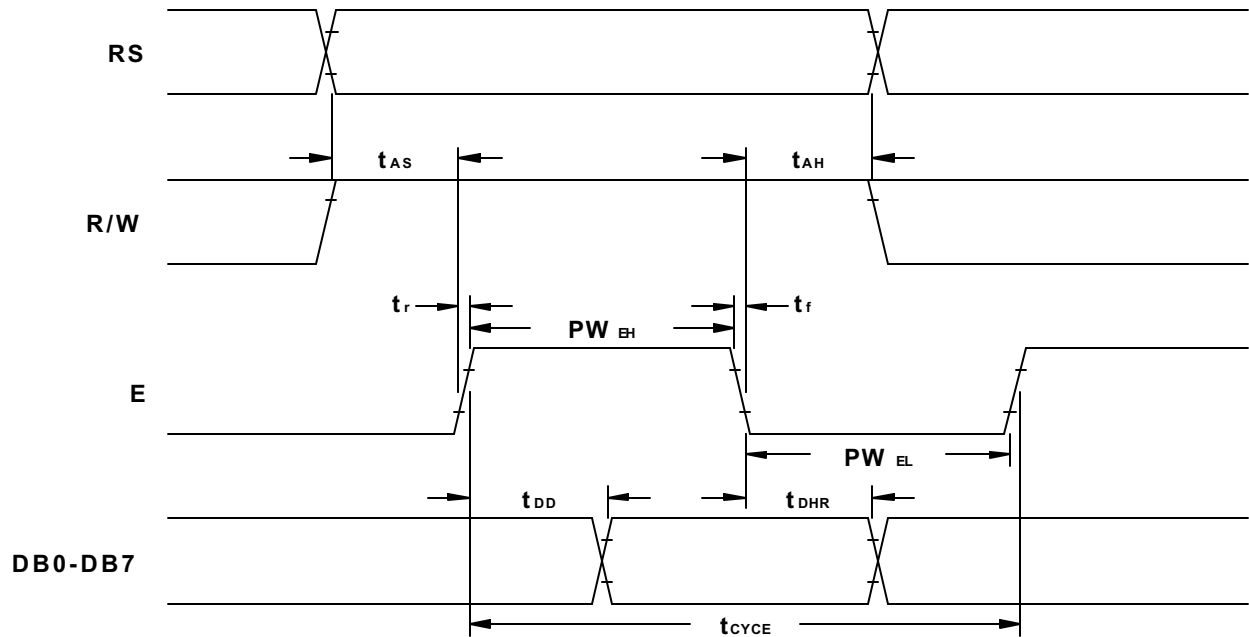 RS
tAS
tAH
R/W
tr
tf
PW EH
E
PW EL
tDD
tDHR
DB0-DB7
tCYCE